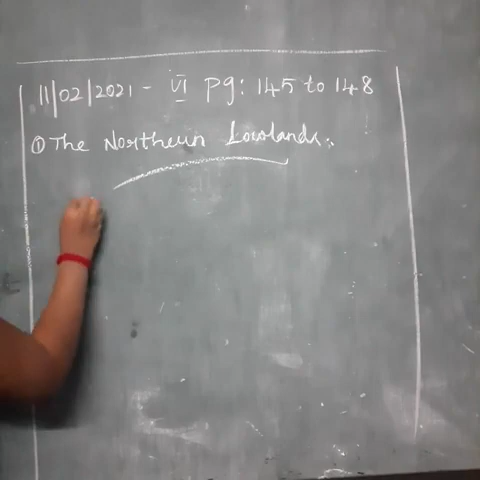 11/02/2021 - VI pg: 145 to 148
① The Northern Lowlands: